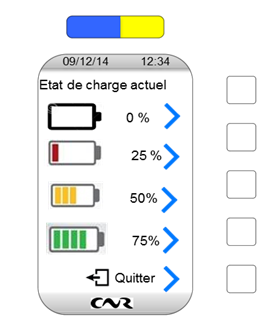 09/12/14 12:34
Etat de charge actuel
0 %
25 %
50%
75%
Quitter
CNR